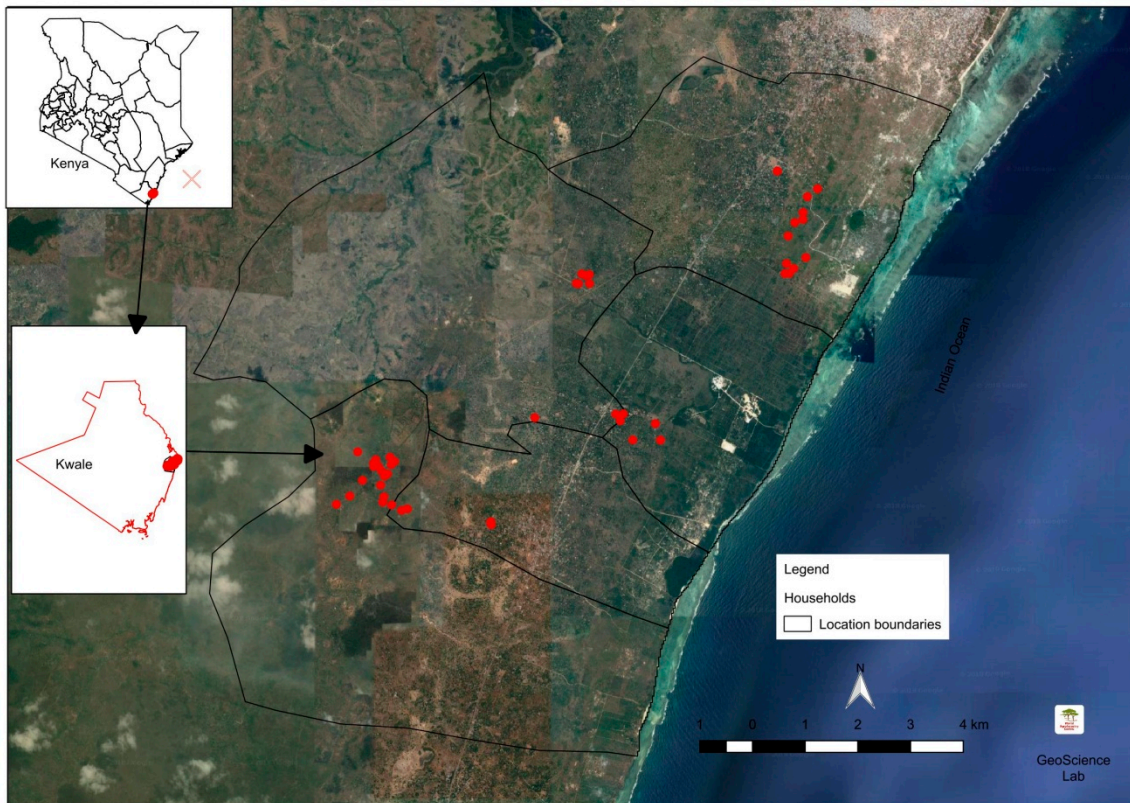 Kenya
Kwale
Indian Ocean
Legend
Households
Location boundaries
N
1 0 1 2 3 4 km
GeoScience
Lab